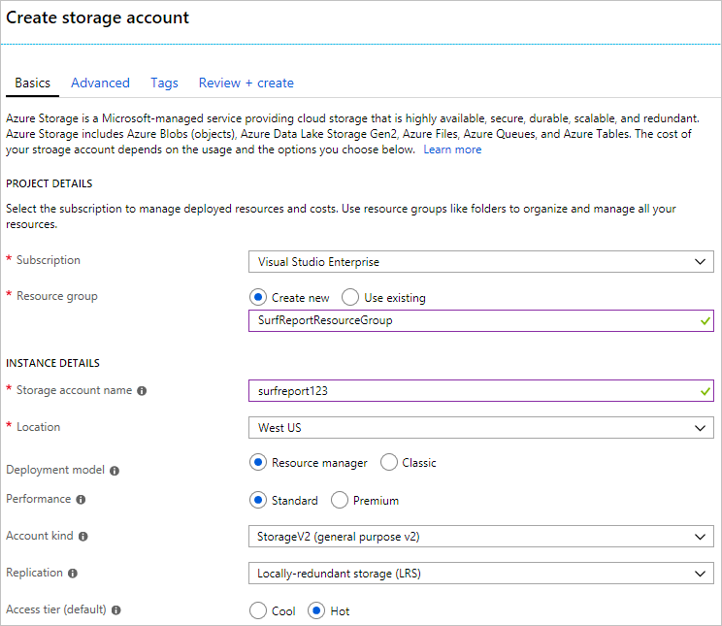 Create storage account
Basics Advanced Tags Review + create
Azure Storage is a Microsoft-managed service providing cloud storage that is highly available, secure, durable, scalable, and redundant.
Azure Storage includes Azure Blobs (objects), Azure Data Lake Storage Gen2, Azure Files, Azure Queues, and Azure Tables. The cost of
your stroage account depends on the usage and the options you choose below. Learn more
PROJECT DETAILS
Select the subscription to manage deployed resources and costs. Use resource groups like folders to organize and manage all your
resources.
* Subscription Visual Studio Enterprise
* Resource group Create new Use existing
SurfReportResourceGroup
INSTANCE DETAILS
* Storage account name surfreport123
* Location West US
Deployment model Resource manager Classic
Performance Standard Premium
Account kind StorageV2 (general purpose v2)
Replication Locally-redundant storage (LRS)
Access tier (default) Cool Hot